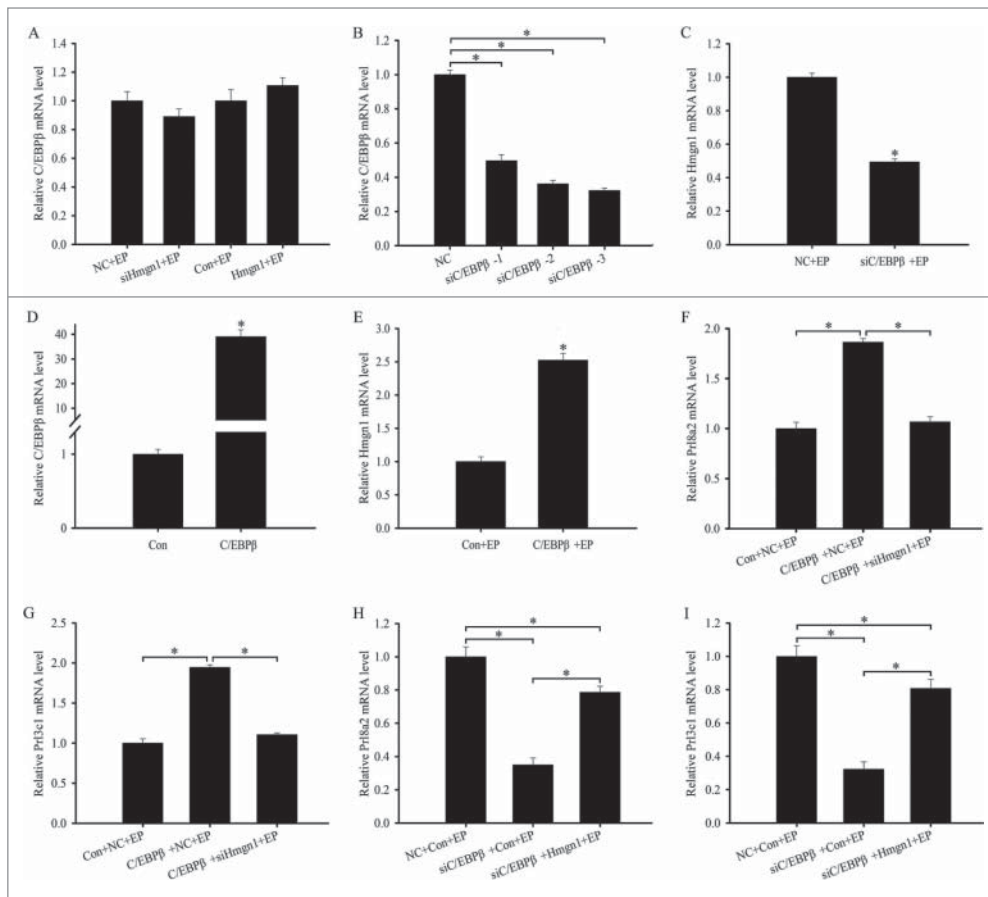 A
Relative C/EBPβ mRNA level
1.4
1.2
1.0
0.8
0.6
0.4
0.2
0.0
NC+EP
siHmgn1+EP
Con+EP
Hmgn1+EP
B
Relative C/EBPβ mRNA level
1.2
1.0
0.8
0.6
0.4
0.2
0.0
*
*
*
NC
siC/EBPβ -1
siC/EBPβ -2
siC/EBPβ -3
C
Relative Hmgn1 mRNA level
1.2
1.0
0.8
0.6
0.4
0.2
0.0
*
NC+EP
siC/EBPβ +EP
D
Relative C/EBPβ mRNA level
40
30
20
10
1
0
*
Con
C/EBPβ
E
Relative Hmgn1 mRNA level
3.0
2.5
2.0
1.5
1.0
0.5
0.0
*
Con+EP
C/EBPβ +EP
F
Relative Prl8a2 mRNA level
2.0
1.5
1.0
0.5
0.0
*
*
Con+NC+EP
C/EBPβ +NC+EP
C/EBPβ +siHmgn1+EP
G
Relative Prl3c1 mRNA level
2.5
2.0
1.5
1.0
0.5
0.0
*
*
Con+NC+EP
C/EBPβ +NC+EP
C/EBPβ +siHmgn1+EP
H
Relative Prl8a2 mRNA level
1.2
1.0
0.8
0.6
0.4
0.2
0.0
*
*
*
NC+Con+EP
siC/EBPβ +Con+EP
siC/EBPβ +Hmgn1+EP
I
Relative Prl3c1 mRNA level
1.2
1.0
0.8
0.6
0.4
0.2
0.0
*
*
*
NC+Con+EP
siC/EBPβ +Con+EP
siC/EBPβ +Hmgn1+EP